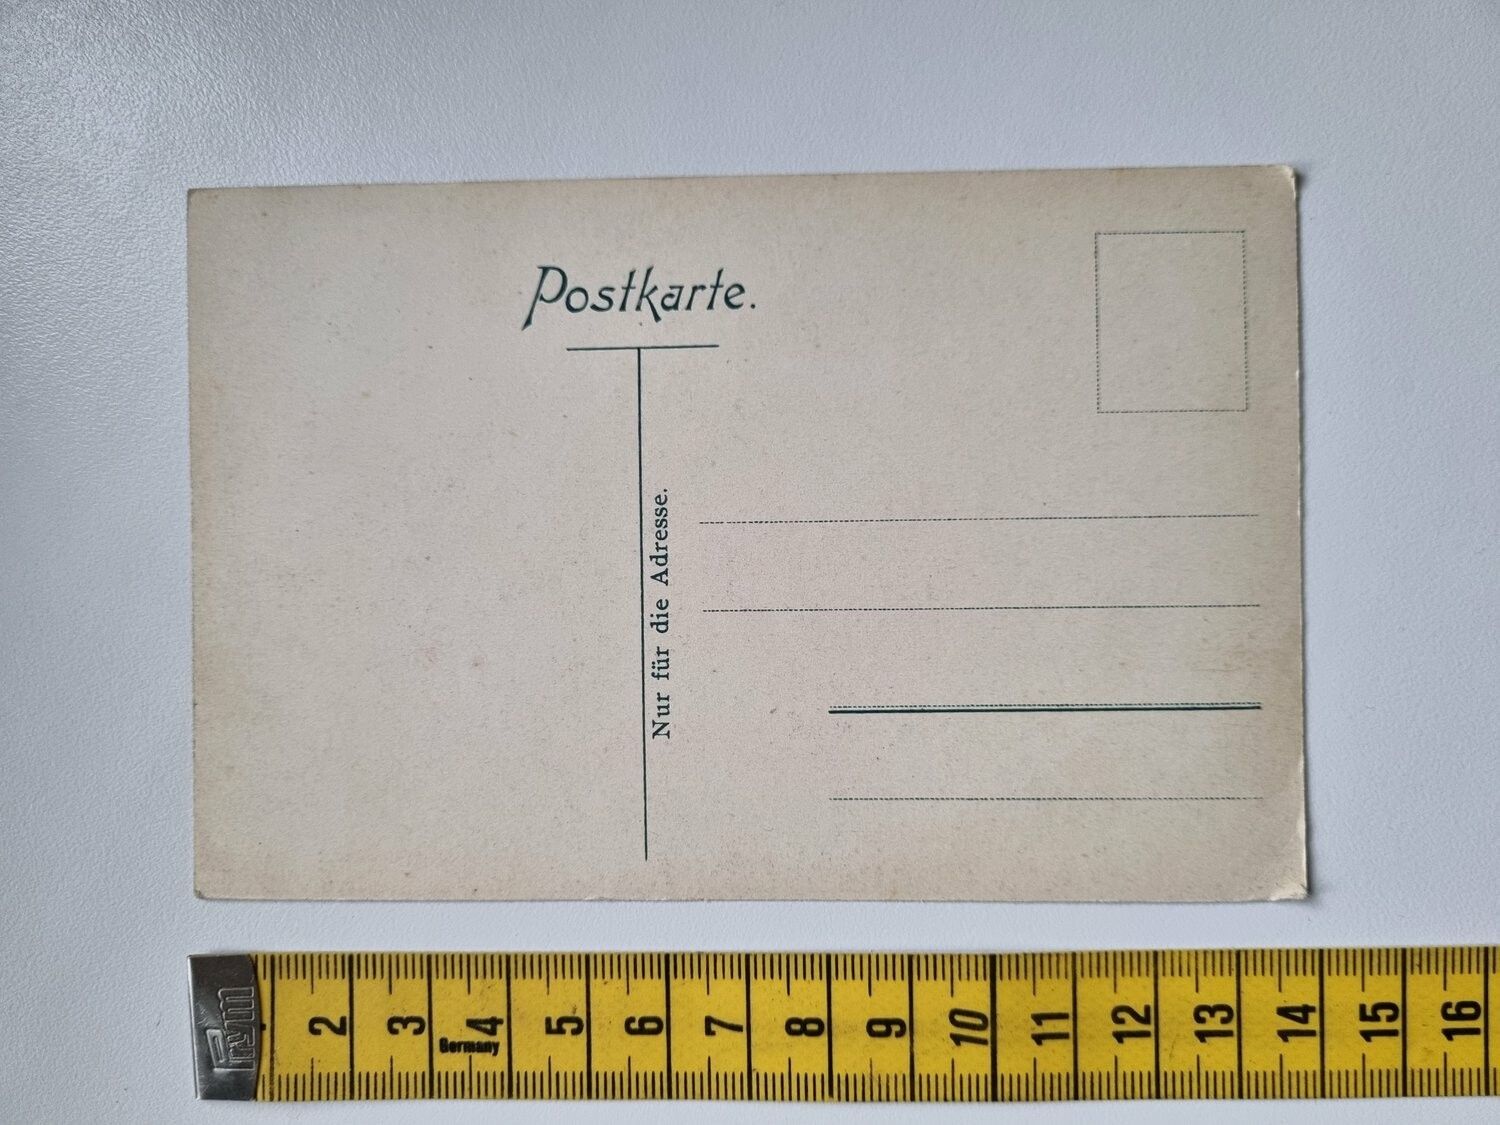 Postkarte.
Nur für die Adresse.
Prym
2 3 4 5 6 7 8 9 10 11 12 13 14 15 16
Germany